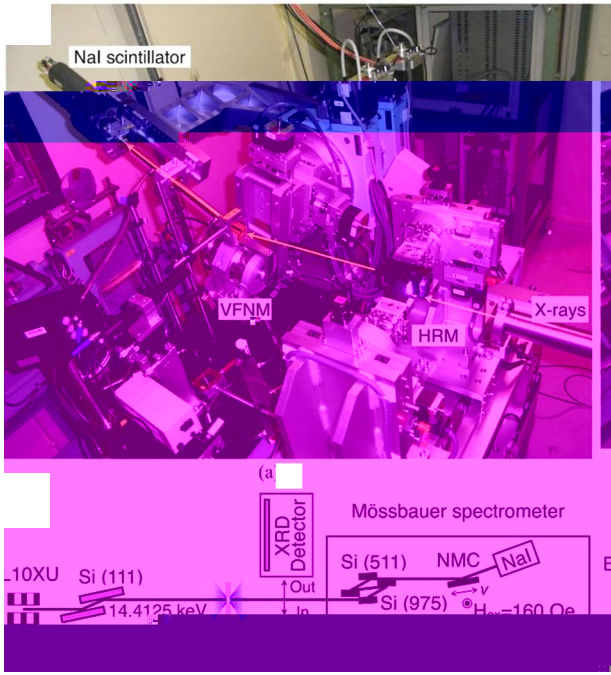 NaI scintillator
VFNM
HRM
X-rays
(a)
Mössbauer spectrometer
XRD
Detector
Si (511)
NMC
NaI
L10XU
Si (111)
Out
In
v
14.4125 keV
Si (975)
=160 Oe